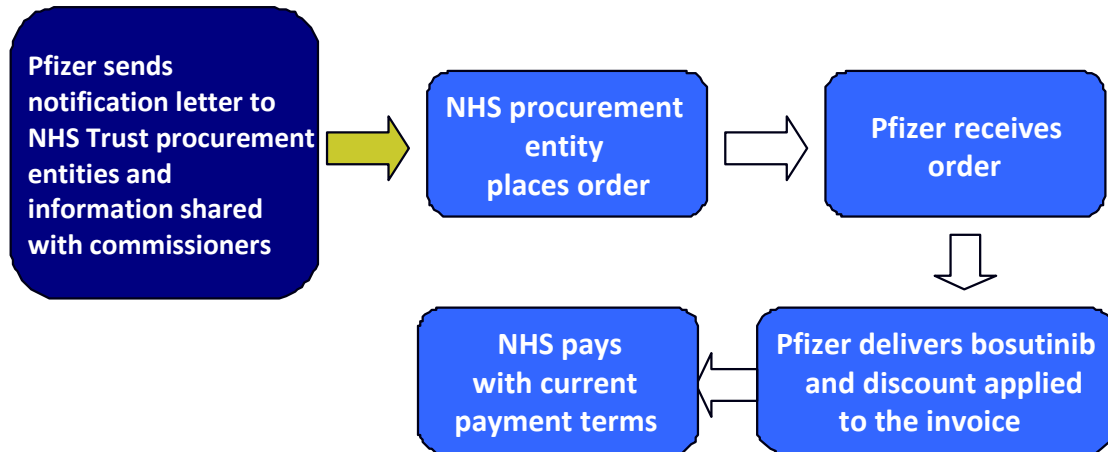 Pfizer sends
notification letter to
NHS Trust procurement
entities and
information shared
with commissioners
NHS procurement
entity
places order
Pfizer receives
order
Pfizer delivers bosutinib
and discount applied
to the invoice
NHS pays
with current
payment terms